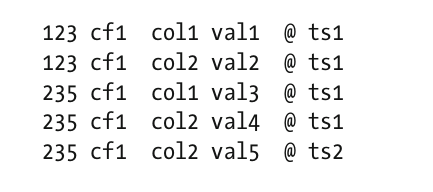 123 cf1 col1 val1 @ ts1
123 cf1 col2 val2 @ ts1
235 cf1 col1 val3 @ ts1
235 cf1 col2 val4 @ ts1
235 cf1 col2 val5 @ ts2